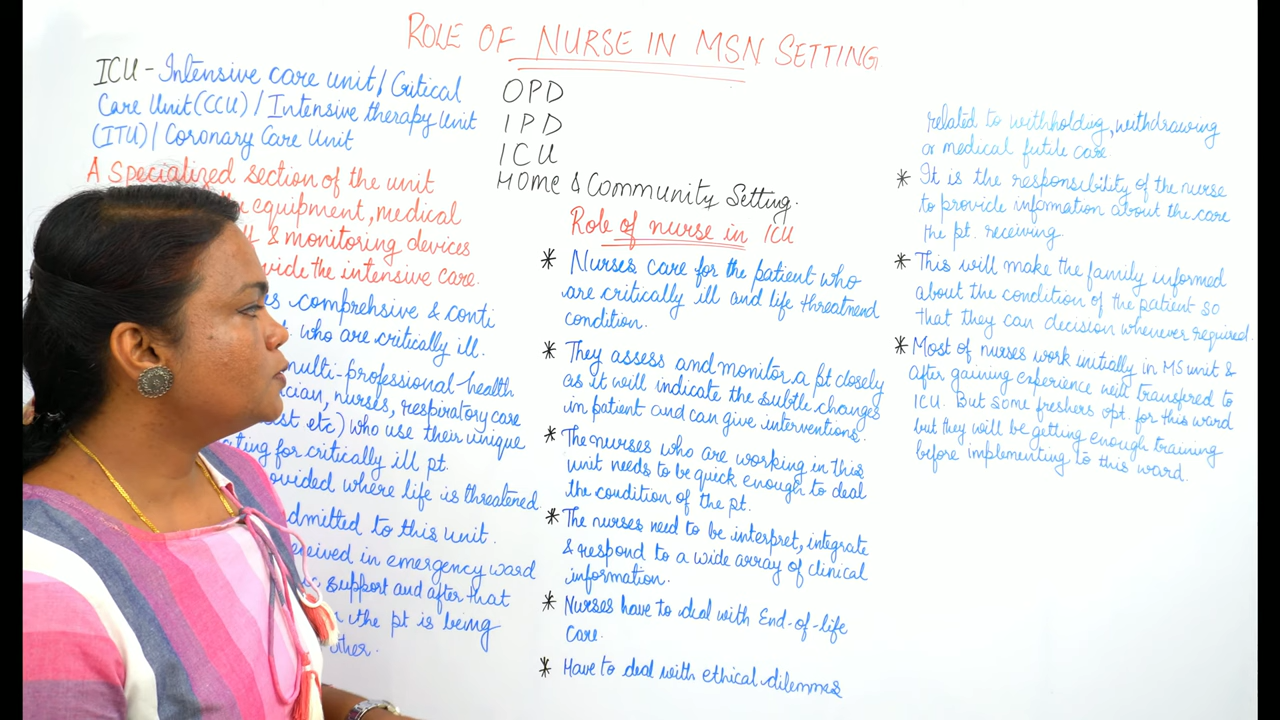 ROLE OF NURSE IN MSN SETTING
ICU - Intensive care unit / Critical
Care Unit (CCU) / Intensive therapy Unit
(ITU) / Coronary Care Unit
A Specialized section of the unit
equipment, medical
& monitoring devices
the intensive care.
comprehsive & conti
who are critically ill.
multi-professional health
nurses, respiratory care
etc) who use their unique
for critically ill pt.
where life is threatened
admitted to this unit.
in emergency ward
support and after that
the pt is being
OPD
IPD
ICU
Home & Community Setting.
Role of nurse in ICU
* Nurses care for the patient who
are critically ill and life threatnend
condition.
* They assess and monitor a pt closely
as it will indicate the subtle changes
in patient and can give interventions.
* The nurses who are working in this
unit needs to be quick enough to deal
the condition of the pt.
* The nurses need to be interpret, integrate
& respond to a wide array of clinical
information.
* Nurses have to deal with End-of-life
Care.
* Have to deal with ethical dilemmas
related to withholding, withdrawing
or medical futile care
* It is the responsibility of the nurse
to provide information about the care
the pt. receiving
* This will make the family informed
about the condition of the patient so
that they can decision whenever required.
* Most of nurses work initially in MS unit &
after gaining experience will transfered to
ICU. But some freshers opt. for this ward
but they will be getting enough training
before implementing to this ward.